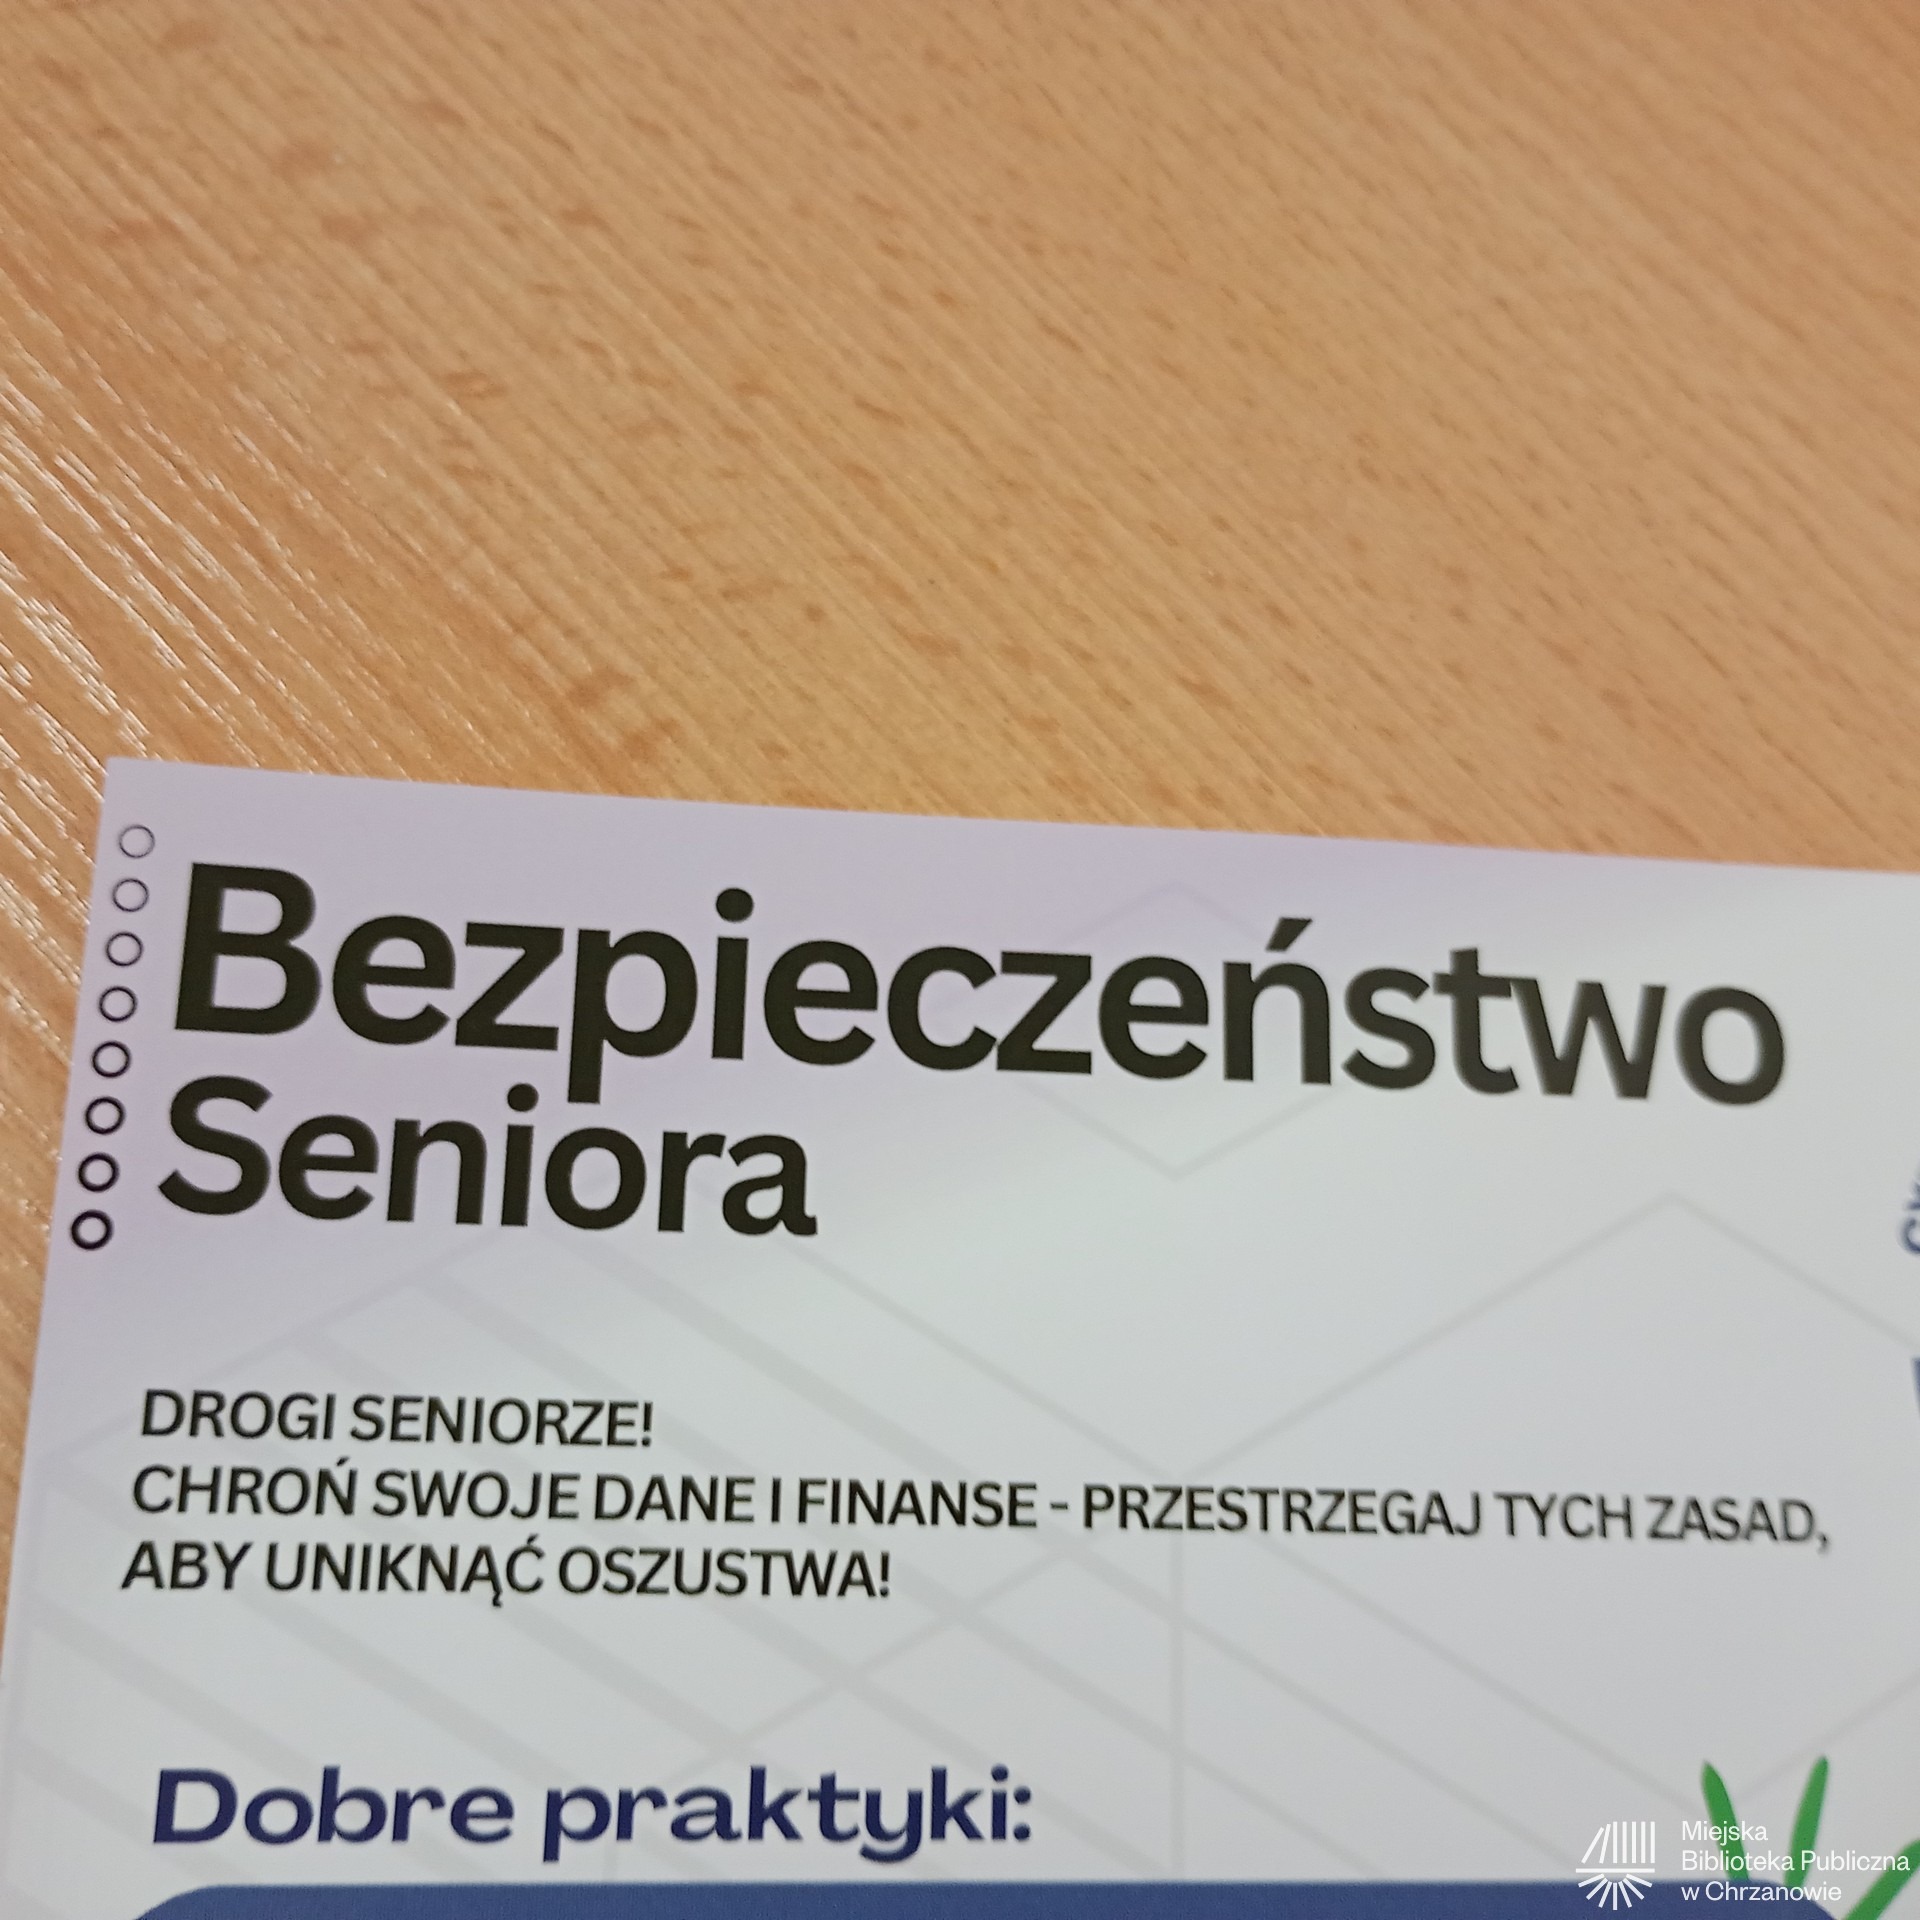 Bezpieczeństwo
Seniora
DROGI SENIORZE!
CHROŃ SWOJE DANE I FINANSE - PRZESTRZEGAJ TYCH ZASAD,
ABY UNIKNĄĆ OSZUSTWA!
Dobre praktyki:
Miejska
Biblioteka Publiczna
w Chrzanowie